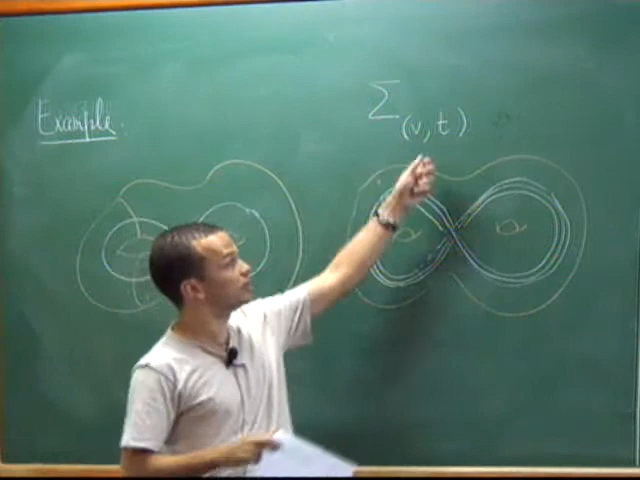 Example.
Σ(v, t)